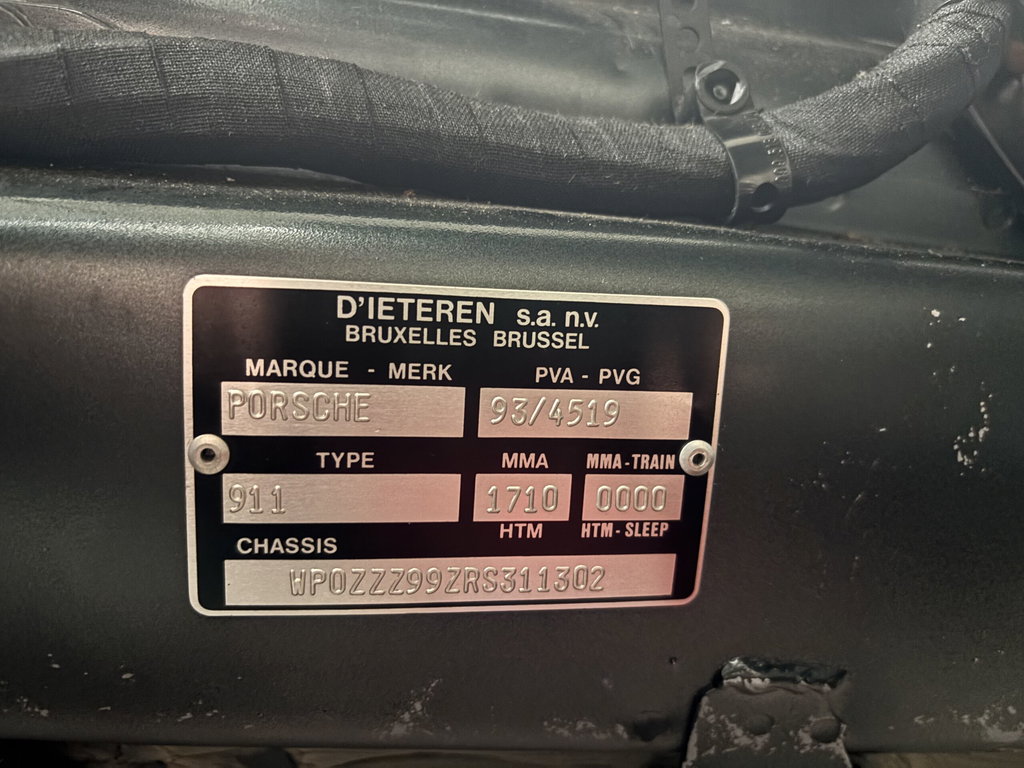 D'IETEREN s.a. n.v.
BRUXELLES BRUSSEL
MARQUE - MERK PVA - PVG
PORSCHE 93/4519
TYPE MMA MMA-TRAIN
911 1710 0000
HTM HTM-SLEEP
CHASSIS
WP0ZZZ99ZRS311302